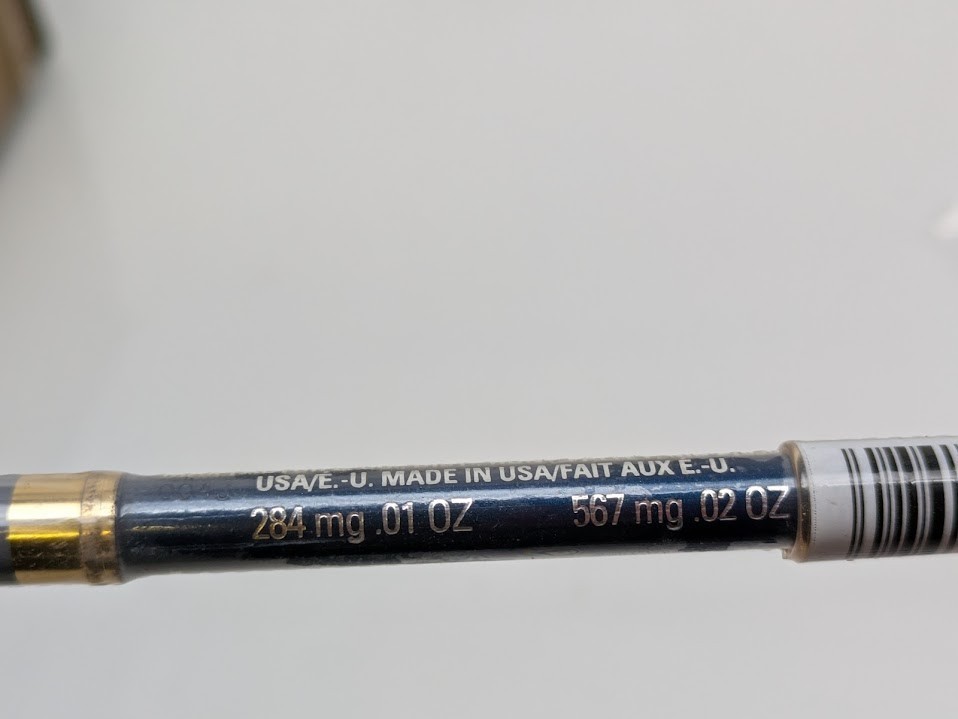 USA/É.-U. MADE IN USA/FAIT AUX É.-U.
284 mg .01 OZ 567 mg .02 OZ